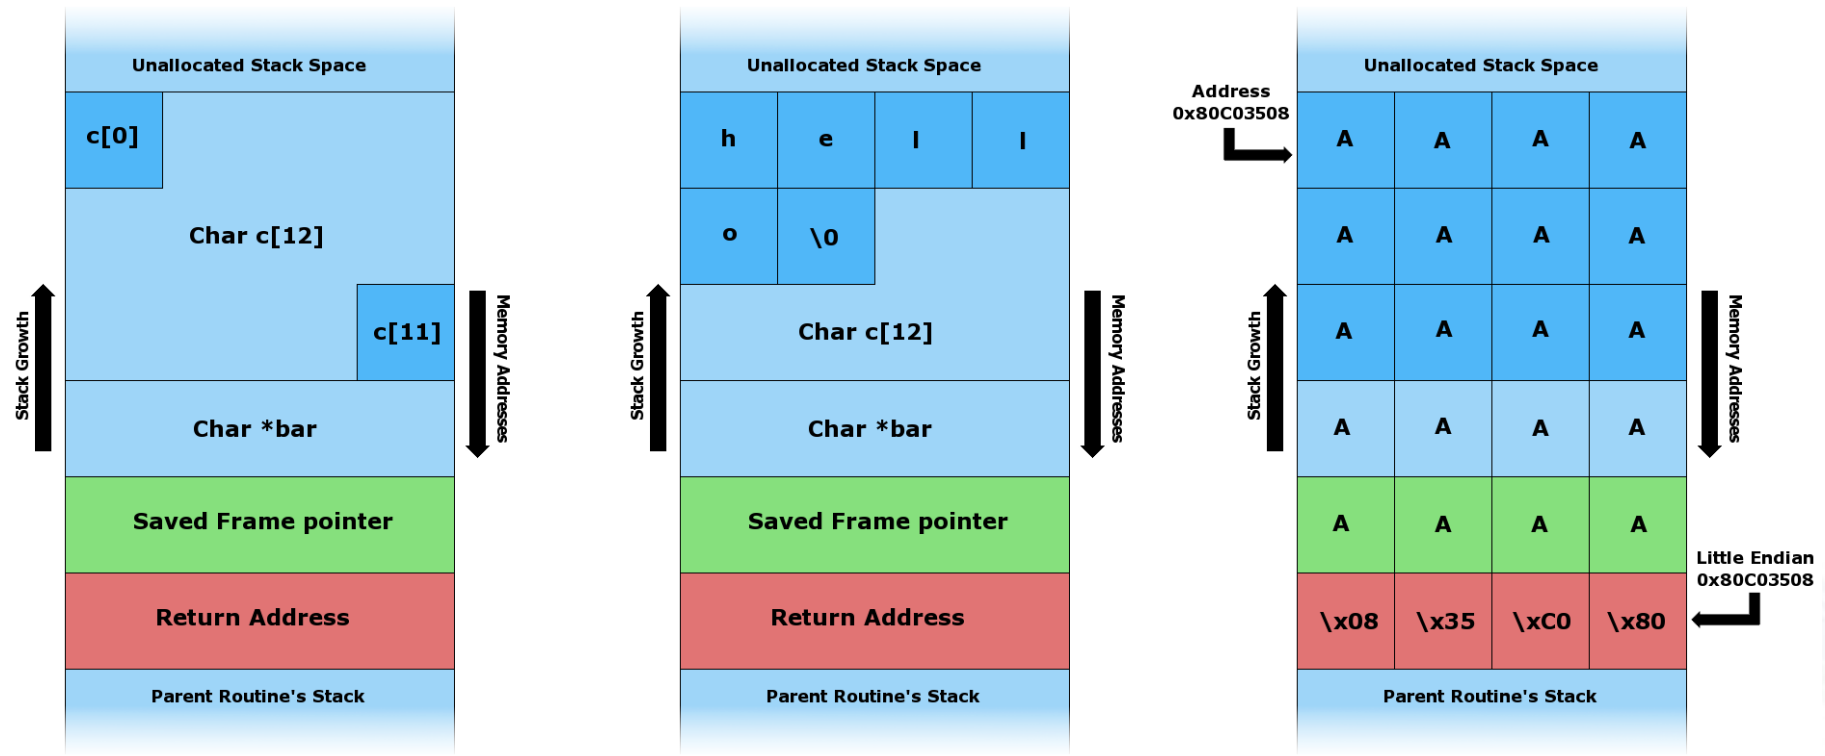 Unallocated Stack Space
c[0]
Char c[12]
c[11]
Char *bar
Saved Frame pointer
Return Address
Parent Routine's Stack
Stack Growth
Memory Addresses
Unallocated Stack Space
h e l l
o \0
Char c[12]
Char *bar
Saved Frame pointer
Return Address
Parent Routine's Stack
Stack Growth
Memory Addresses
Address
0x80C03508
Unallocated Stack Space
A A A A
A A A A
A A A A
A A A A
A A A A
\x08 \x35 \xC0 \x80
Parent Routine's Stack
Stack Growth
Memory Addresses
Little Endian
0x80C03508